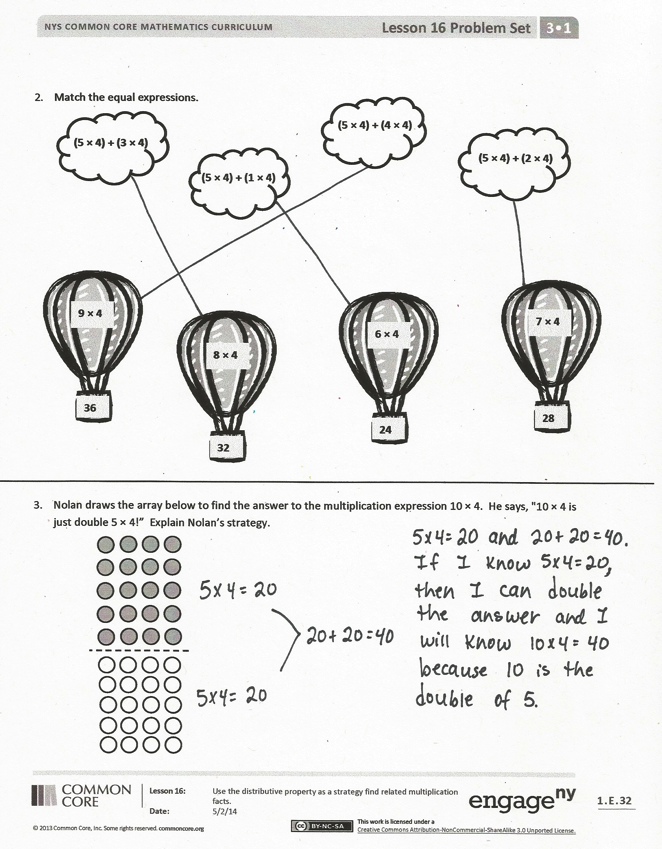 NYS COMMON CORE MATHEMATICS CURRICULUM
Lesson 16 Problem Set
3•1
2. Match the equal expressions.
(5 × 4) + (3 × 4)
(5 × 4) + (1 × 4)
(5 × 4) + (4 × 4)
(5 × 4) + (2 × 4)
9 × 4
8 × 4
6 × 4
7 × 4
36
32
24
28
3. Nolan draws the array below to find the answer to the multiplication expression 10 × 4. He says, "10 × 4 is
just double 5 × 4!" Explain Nolan's strategy.
5x4=20
5x4=20
20+20=40
5x4=20 and 20+20=40.
If I know 5x4=20,
then I can double
the answer and I
will know 10x4=40
because 10 is the
double of 5.
COMMON
CORE
Lesson 16:
Use the distributive property as a strategy find related multiplication
facts.
Date:
5/2/14
engage ny
1.E.32
© 2013 Common Core, Inc. Some rights reserved. commoncore.org
cc BY-NC-SA
This work is licensed under a
Creative Commons Attribution-NonCommercial-ShareAlike 3.0 Unported License.